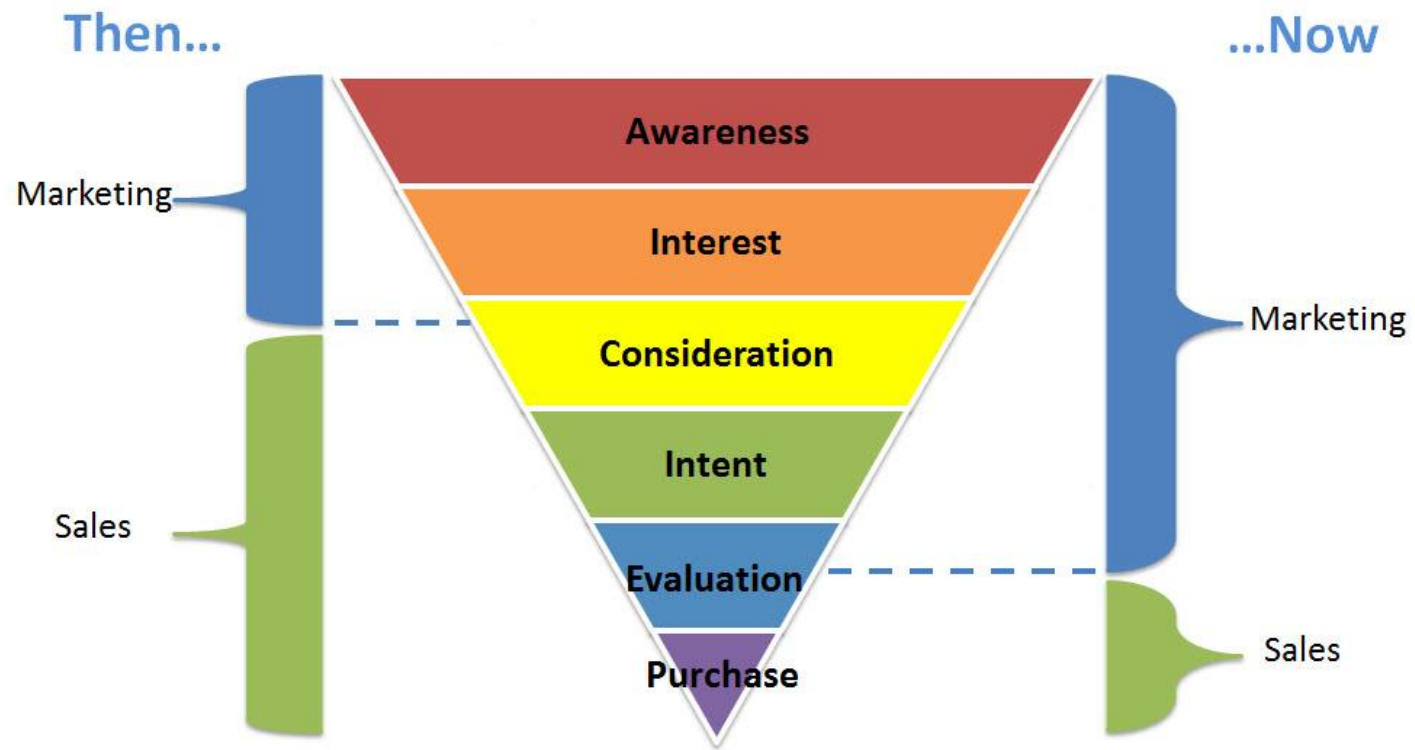 Then...
...Now
Awareness
Marketing
Interest
Marketing
Consideration
Intent
Sales
Evaluation
Sales
Purchase